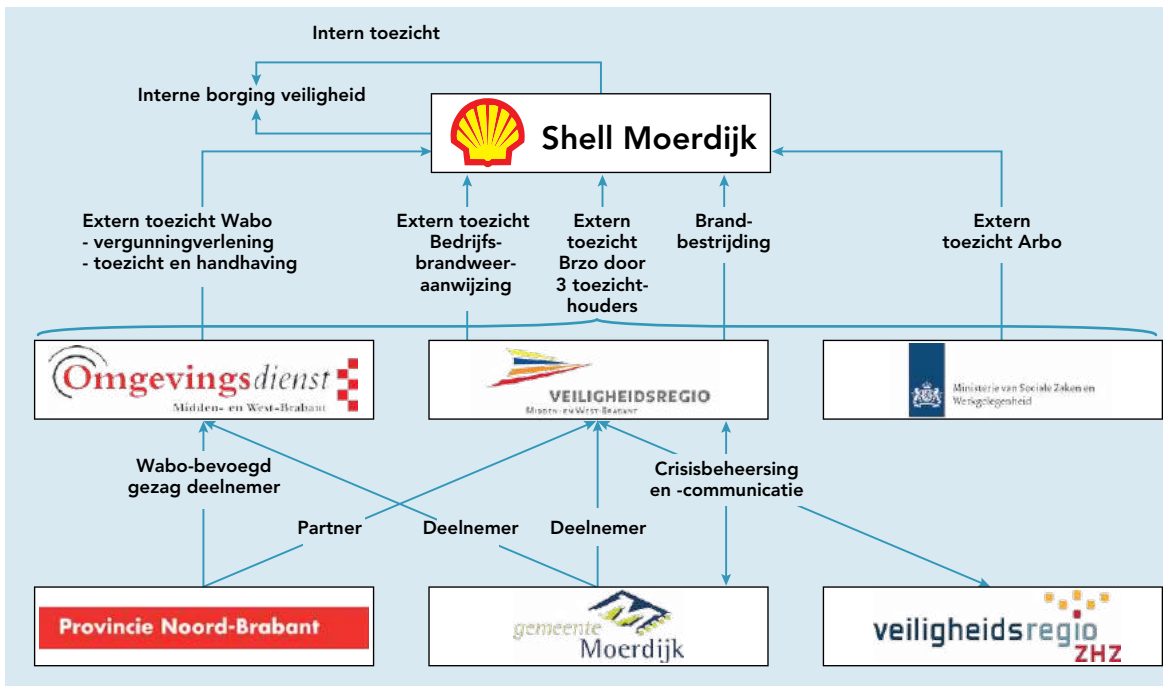 Intern toezicht
Interne borging veiligheid
Shell Moerdijk
Extern toezicht Wabo
- vergunningverlening
- toezicht en handhaving
Extern toezicht
Bedrijfs-
brandweer-
aanwijzing
Extern
toezicht
Brzo door
3 toezicht-
houders
Brand-
bestrijding
Extern
toezicht Arbo
Omgevingsdienst
Midden- en West-Brabant
VEILIGHEIDSREGIO
MIDDEN- EN WEST-BRABANT
Ministerie van Sociale Zaken en
Werkgelegenheid
Wabo-bevoegd
gezag deelnemer
Crisisbeheersing
en -communicatie
Partner
Deelnemer
Deelnemer
Provincie Noord-Brabant
gemeente
Moerdijk
veiligheidsregio
ZHZ